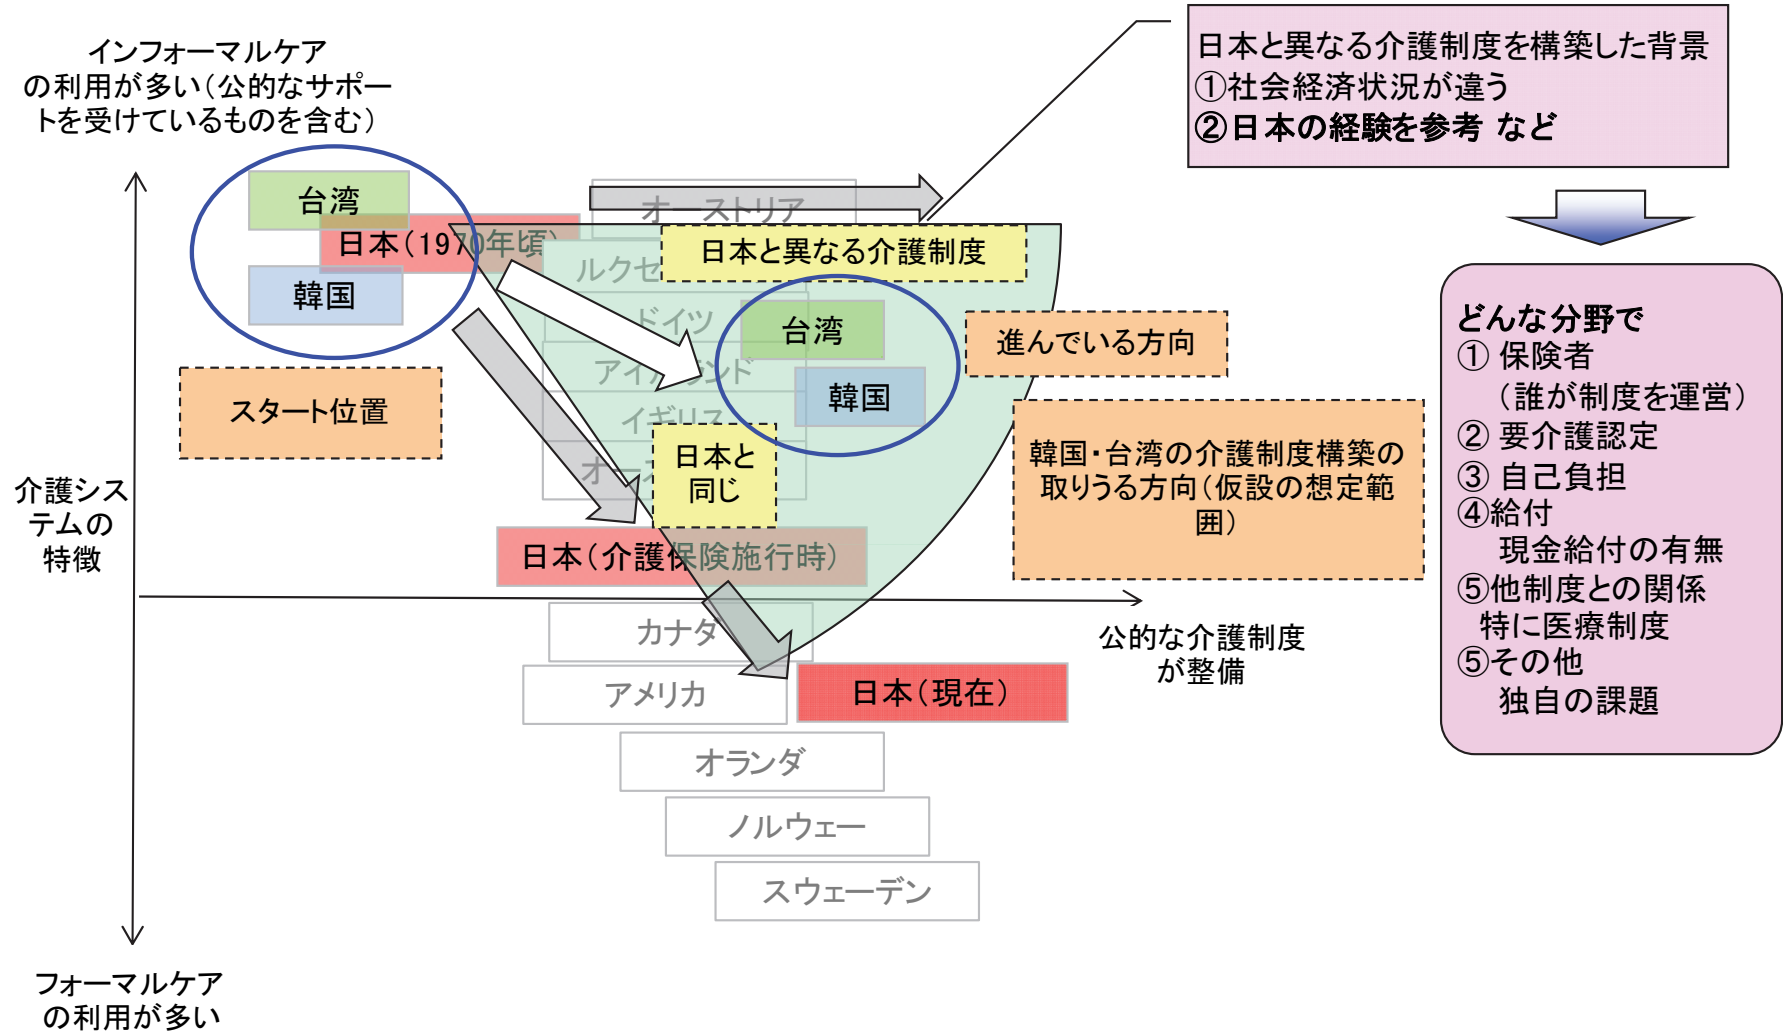 インフォーマルケア
の利用が多い（公的なサポー
トを受けているものを含む）
日本と異なる介護制度を構築した背景
①社会経済状況が違う
②日本の経験を参考 など
台湾
日本（1970年頃）
韓国
オーストリア
日本と異なる介護制度
ルクセ
ドイツ
台湾
韓国
進んでいる方向
スタート位置
イギリス
日本と
同じ
韓国・台湾の介護制度構築の
取りうる方向（仮設の想定範
囲）
介護シス
テムの
特徴
日本（介護保険施行時）
カナダ
公的な介護制度
が整備
アメリカ
日本（現在）
オランダ
ノルウェー
スウェーデン
フォーマルケア
の利用が多い
どんな分野で
① 保険者
（誰が制度を運営）
② 要介護認定
③ 自己負担
④給付
現金給付の有無
⑤他制度との関係
特に医療制度
⑤その他
独自の課題